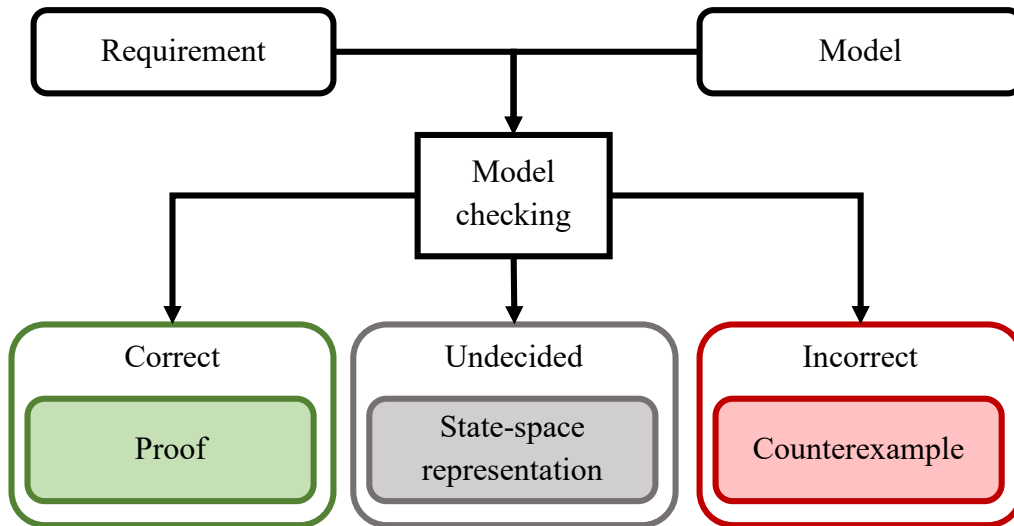 Requirement
Model
Model
checking
Correct
Undecided
Incorrect
Proof
State-space
representation
Counterexample